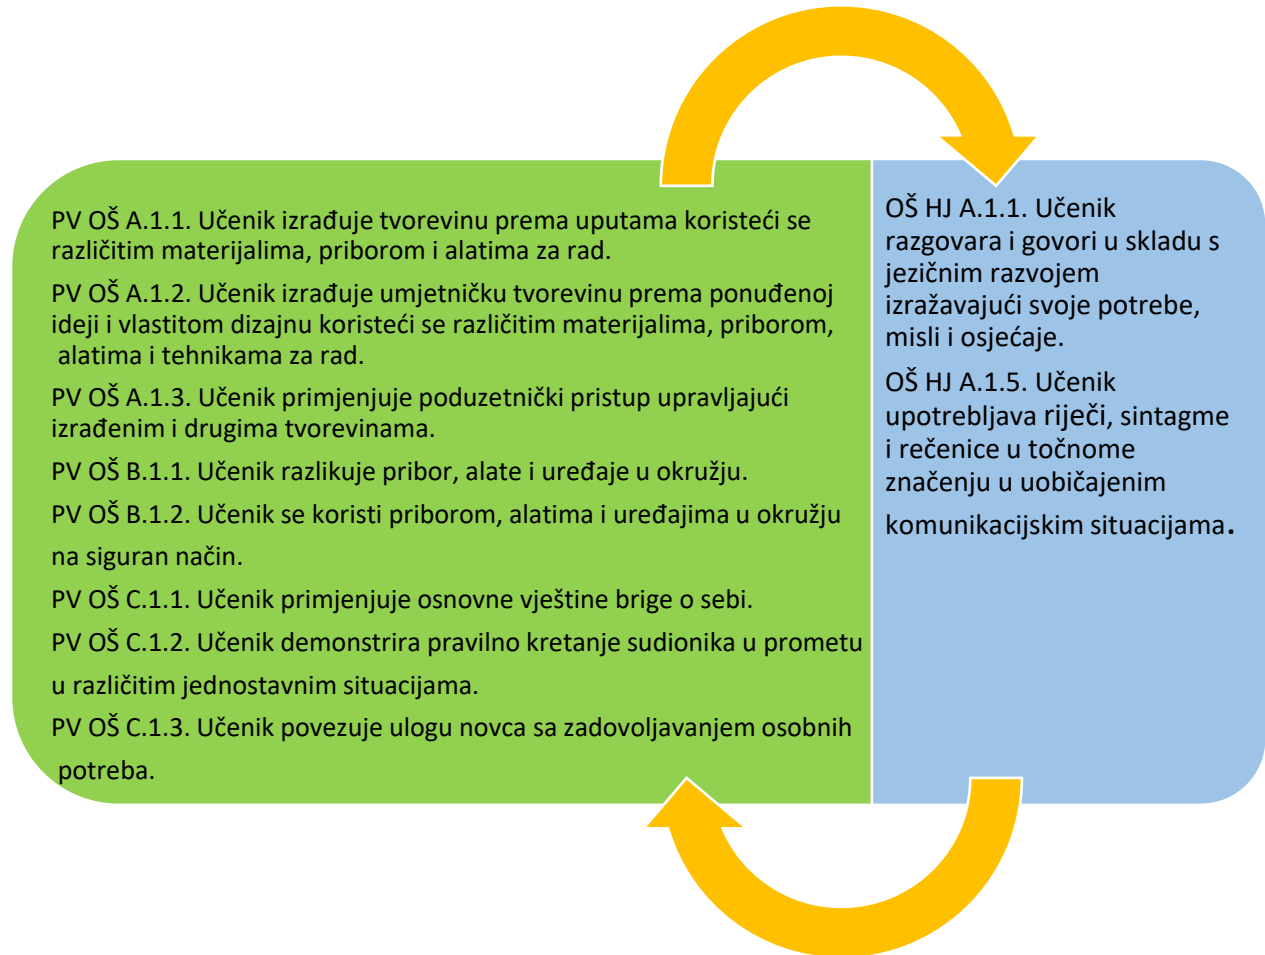 PV OŠ A.1.1. Učenik izrađuje tvorevinu prema uputama koristeći se
različitim materijalima, priborom i alatima za rad.
PV OŠ A.1.2. Učenik izrađuje umjetničku tvorevinu prema ponuđenoj
ideji i vlastitom dizajnu koristeći se različitim materijalima, priborom,
alatima i tehnikama za rad.
PV OŠ A.1.3. Učenik primjenjuje poduzetnički pristup upravljajući
izrađenim i drugima tvorevinama.
PV OŠ B.1.1. Učenik razlikuje pribor, alate i uređaje u okružju.
PV OŠ B.1.2. Učenik se koristi priborom, alatima i uređajima u okružju
na siguran način.
PV OŠ C.1.1. Učenik primjenjuje osnovne vještine brige o sebi.
PV OŠ C.1.2. Učenik demonstrira pravilno kretanje sudionika u prometu
u različitim jednostavnim situacijama.
PV OŠ C.1.3. Učenik povezuje ulogu novca sa zadovoljavanjem osobnih
potreba.
OŠ HJ A.1.1. Učenik
razgovara i govori u skladu s
jezičnim razvojem
izražavajući svoje potrebe,
misli i osjećaje.
OŠ HJ A.1.5. Učenik
upotrebljava riječi, sintagme
i rečenice u točnome
značenju u uobičajenim
komunikacijskim situacijama.